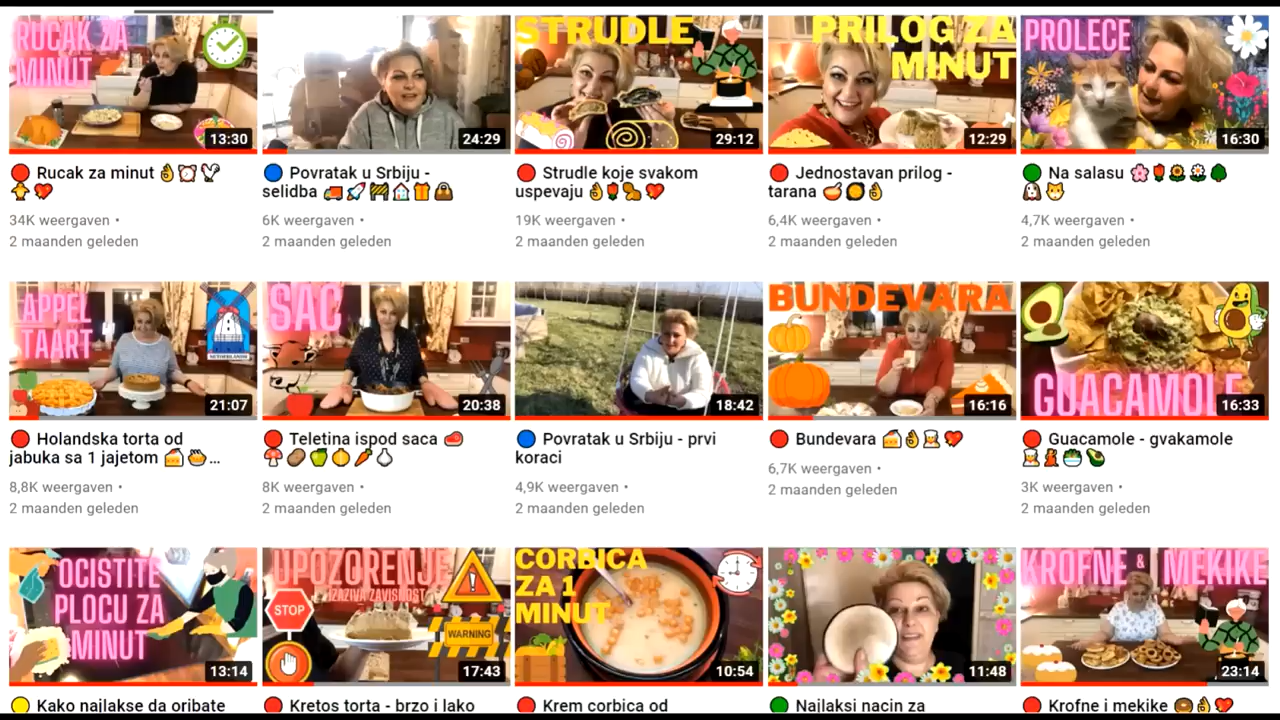 RUCAK ZA
MINUT
13:30
Rucak za minut
34K weergaven •
2 maanden geleden
24:29
Povratak u Srbiju -
selidba
6K weergaven •
2 maanden geleden
STRUDLE
29:12
Strudle koje svakom
uspevaju
19K weergaven •
2 maanden geleden
PRILOG ZA
MINUT
12:29
Jednostavan prilog -
tarana
6,4K weergaven •
2 maanden geleden
PROLECE
16:30
Na salasu
4,7K weergaven •
2 maanden geleden
APPEL
TAART
NETHERLANDS
21:07
Holandska torta od
jabuka sa 1 jajetom ...
8,8K weergaven •
2 maanden geleden
SAC
20:38
Teletina ispod saca
8K weergaven •
2 maanden geleden
18:42
Povratak u Srbiju - prvi
koraci
4,9K weergaven •
2 maanden geleden
BUNDEVARA
16:16
Bundevara
6,7K weergaven •
2 maanden geleden
GUACAMOLE
16:33
Guacamole - gvakamole
3K weergaven •
2 maanden geleden
OCISTITE
PLOCU ZA
MINUT
13:14
Kako najlakse da oribate
UPOZORENJE
IZAZIVA ZAVISNOST
STOP
WARNING
17:43
Kretos torta - brzo i lako
CORBICA
ZA 1
MINUT
10:54
Krem corbica od
11:48
Najlaksi nacin za
KROFNE & MEKIKE
23:14
Krofne i mekike